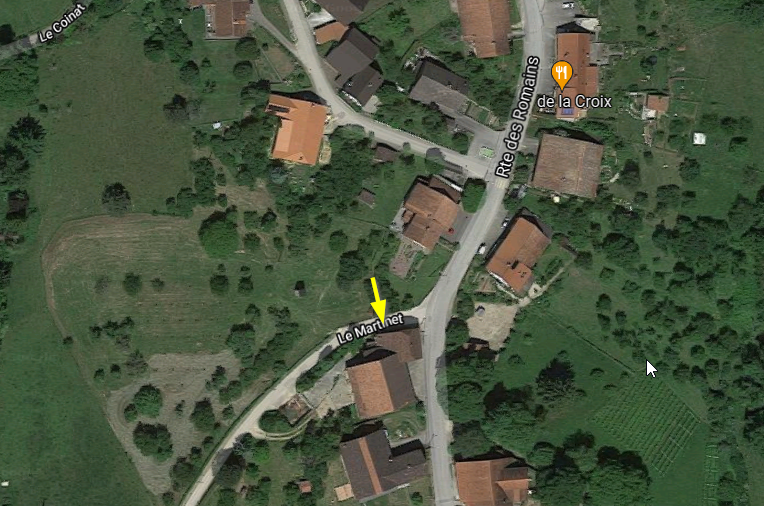 Le Coinat
Rte des Romains
de la Croix
Le Martinet